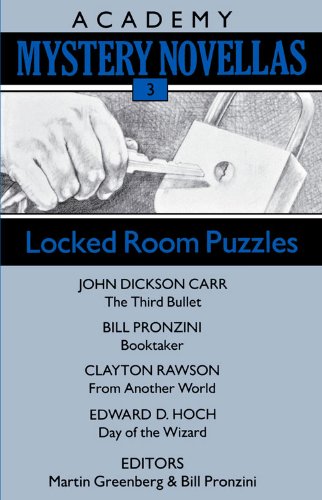 ACADEMY
MYSTERY NOVELLAS
3
Locked Room Puzzles
JOHN DICKSON CARR
The Third Bullet
BILL PRONZINI
Booktaker
CLAYTON RAWSON
From Another World
EDWARD D. HOCH
Day of the Wizard
EDITORS
Martin Greenberg & Bill Pronzini